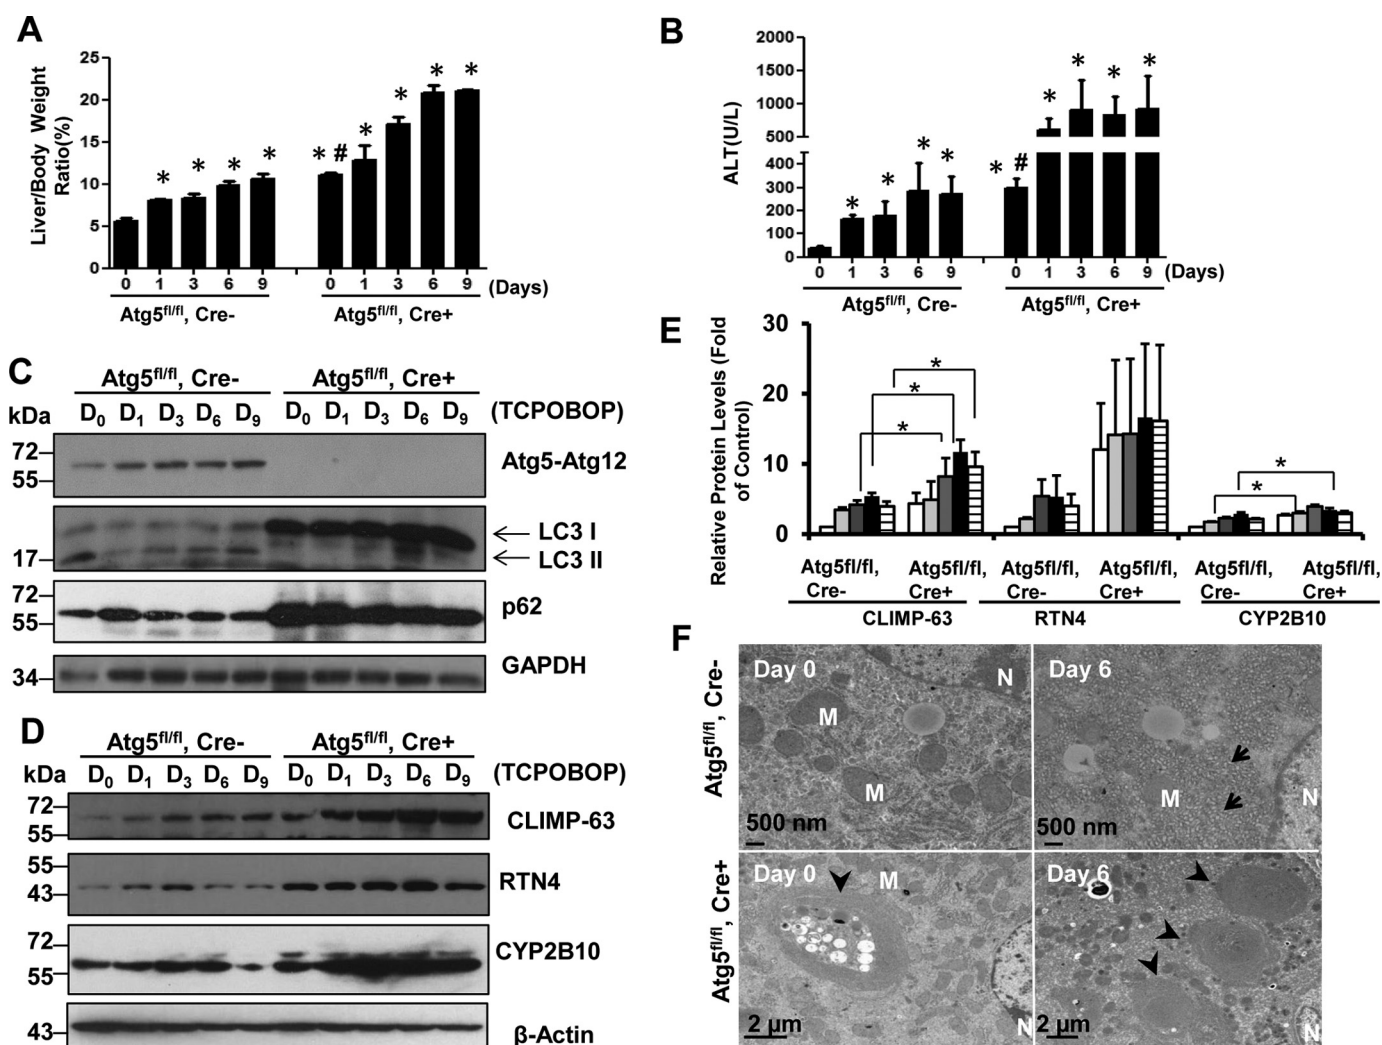 A
Liver/Body Weight
Ratio(%)
25
20
15
10
5
0
* * * * * # * * * *
0 1 3 6 9 0 1 3 6 9 (Days)
Atg5fl/fl, Cre- Atg5fl/fl, Cre+
B
ALT(U/L)
2000
1500
1000
500
400
300
200
100
0
* * * * * # * * * *
0 1 3 6 9 0 1 3 6 9 (Days)
Atg5fl/fl, Cre- Atg5fl/fl, Cre+
C
Atg5fl/fl, Cre- Atg5fl/fl, Cre+
kDa D0 D1 D3 D6 D9 D0 D1 D3 D6 D9 (TCPOBOP)
72
55
Atg5-Atg12
LC3 I
17
LC3 II
72
55
p62
34
GAPDH
D
Atg5fl/fl, Cre- Atg5fl/fl, Cre+
kDa D0 D1 D3 D6 D9 D0 D1 D3 D6 D9 (TCPOBOP)
72
55
CLIMP-63
55
43
RTN4
72
55
CYP2B10
43
β-Actin
E
Relative Protein Levels (Fold
of Control)
30
20
10
0
* * * * *
Atg5fl/fl, Atg5fl/fl, Atg5fl/fl, Atg5fl/fl, Atg5fl/fl, Atg5fl/fl,
Cre- Cre+ Cre- Cre+ Cre- Cre+
CLIMP-63 RTN4 CYP2B10
F
Atg5fl/fl, Cre-
Day 0
N
M
M
500 nm
Day 6
M
N
500 nm
Atg5fl/fl, Cre+
Day 0
M
N
2 µm
Day 6
N
2 µm